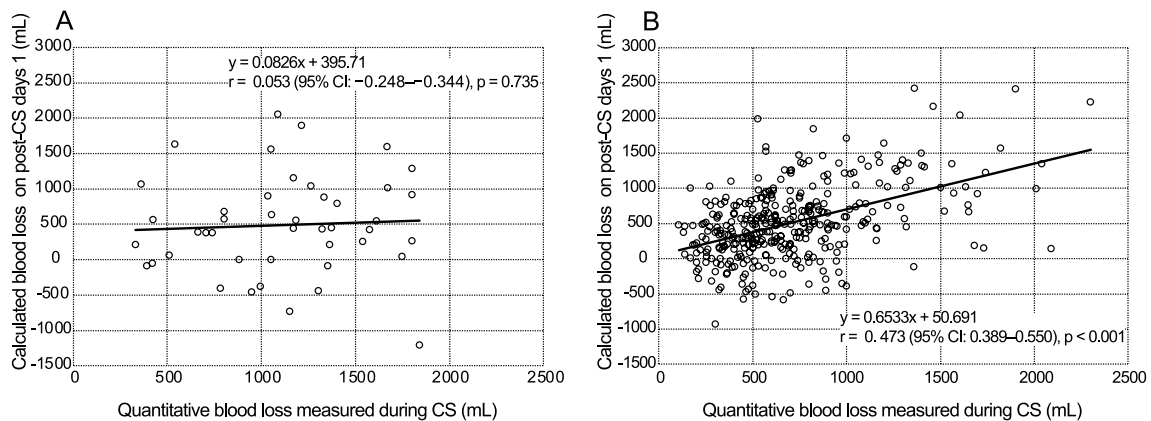 A
Calculated blood loss on post-CS days 1 (mL)
3000
2500
2000
1500
1000
500
0
-500
-1000
-1500
y = 0.0826x + 395.71
r = 0.053 (95% CI: −0.248–−0.344), p = 0.735
0 500 1000 1500 2000 2500
Quantitative blood loss measured during CS (mL)
B
Calculated blood loss on post-CS days 1 (mL)
3000
2500
2000
1500
1000
500
0
-500
-1000
-1500
y = 0.6533x + 50.691
r = 0.473 (95% CI: 0.389–0.550), p < 0.001
0 500 1000 1500 2000 2500
Quantitative blood loss measured during CS (mL)